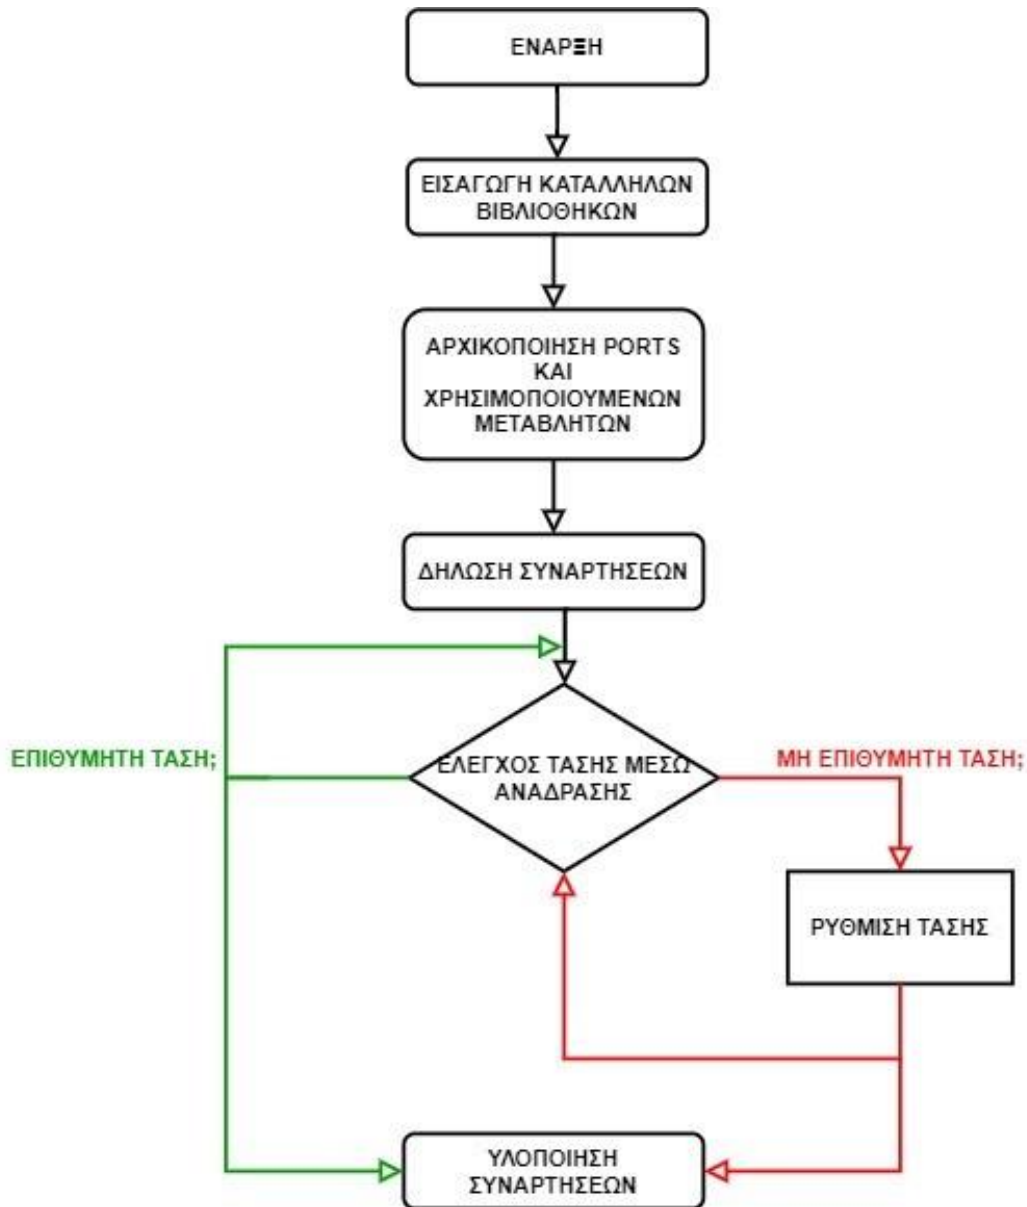 ΕΝΑΡΞΗ
ΕΙΣΑΓΩΓΗ ΚΑΤΑΛΛΗΛΩΝ
ΒΙΒΛΙΟΘΗΚΩΝ
ΑΡΧΙΚΟΠΟΙΗΣΗ PORTS
ΚΑΙ
ΧΡΗΣΙΜΟΠΟΙΟΥΜΕΝΩΝ
ΜΕΤΑΒΛΗΤΩΝ
ΔΗΛΩΣΗ ΣΥΝΑΡΤΗΣΕΩΝ
ΕΠΙΘΥΜΗΤΗ ΤΑΣΗ;
ΕΛΕΓΧΟΣ ΤΑΣΗΣ ΜΕΣΩ
ΑΝΑΔΡΑΣΗΣ
ΜΗ ΕΠΙΘΥΜΗΤΗ ΤΑΣΗ;
ΡΥΘΜΙΣΗ ΤΑΣΗΣ
ΥΛΟΠΟΙΗΣΗ
ΣΥΝΑΡΤΗΣΕΩΝ